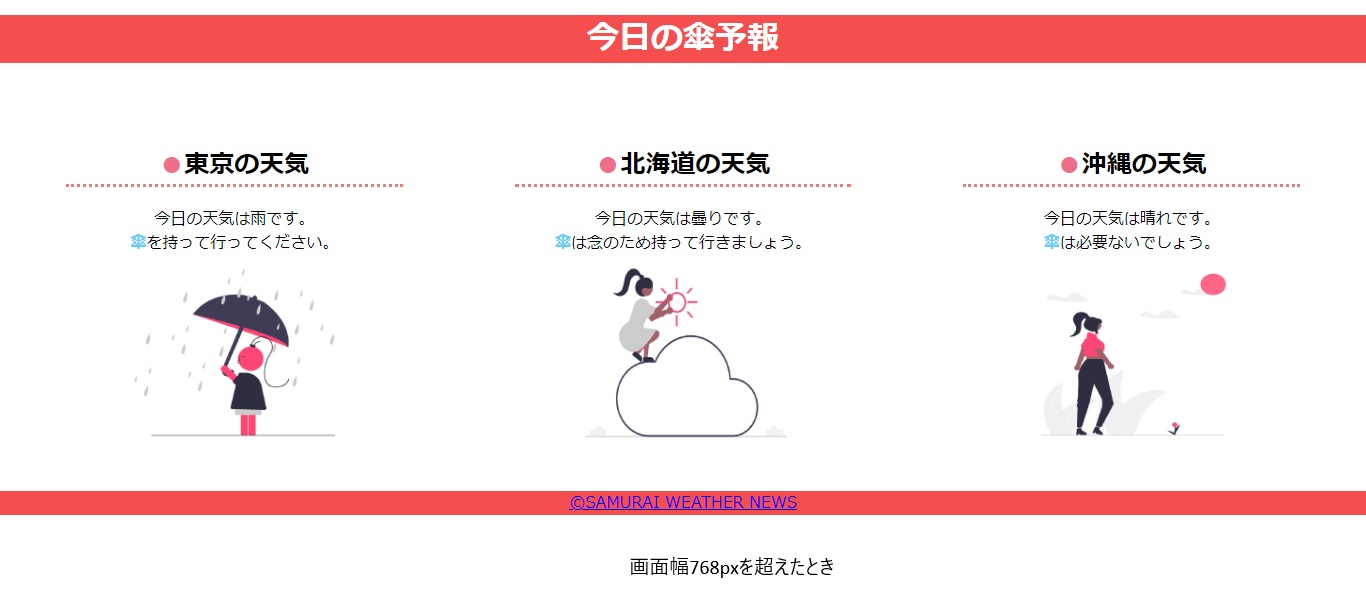 今日の傘予報
東京の天気
今日の天気は雨です。
傘を持って行ってください。
北海道の天気
今日の天気は曇りです。
傘は念のため持って行きましょう。
沖縄の天気
今日の天気は晴れです。
傘は必要ないでしょう。
©SAMURAI WEATHER NEWS
画面幅768pxを超えたとき